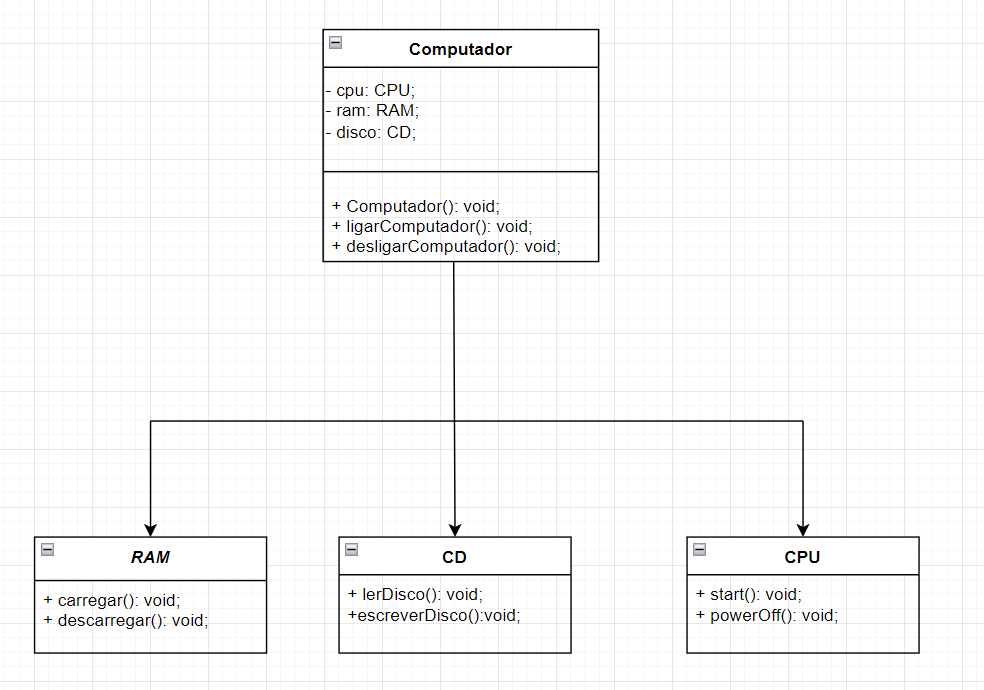 Computador
- cpu: CPU;
- ram: RAM;
- disco: CD;
+ Computador(): void;
+ ligarComputador(): void;
+ desligarComputador(): void;
RAM
+ carregar(): void;
+ descarregar(): void;
CD
+ lerDisco(): void;
+escreverDisco():void;
CPU
+ start(): void;
+ powerOff(): void;